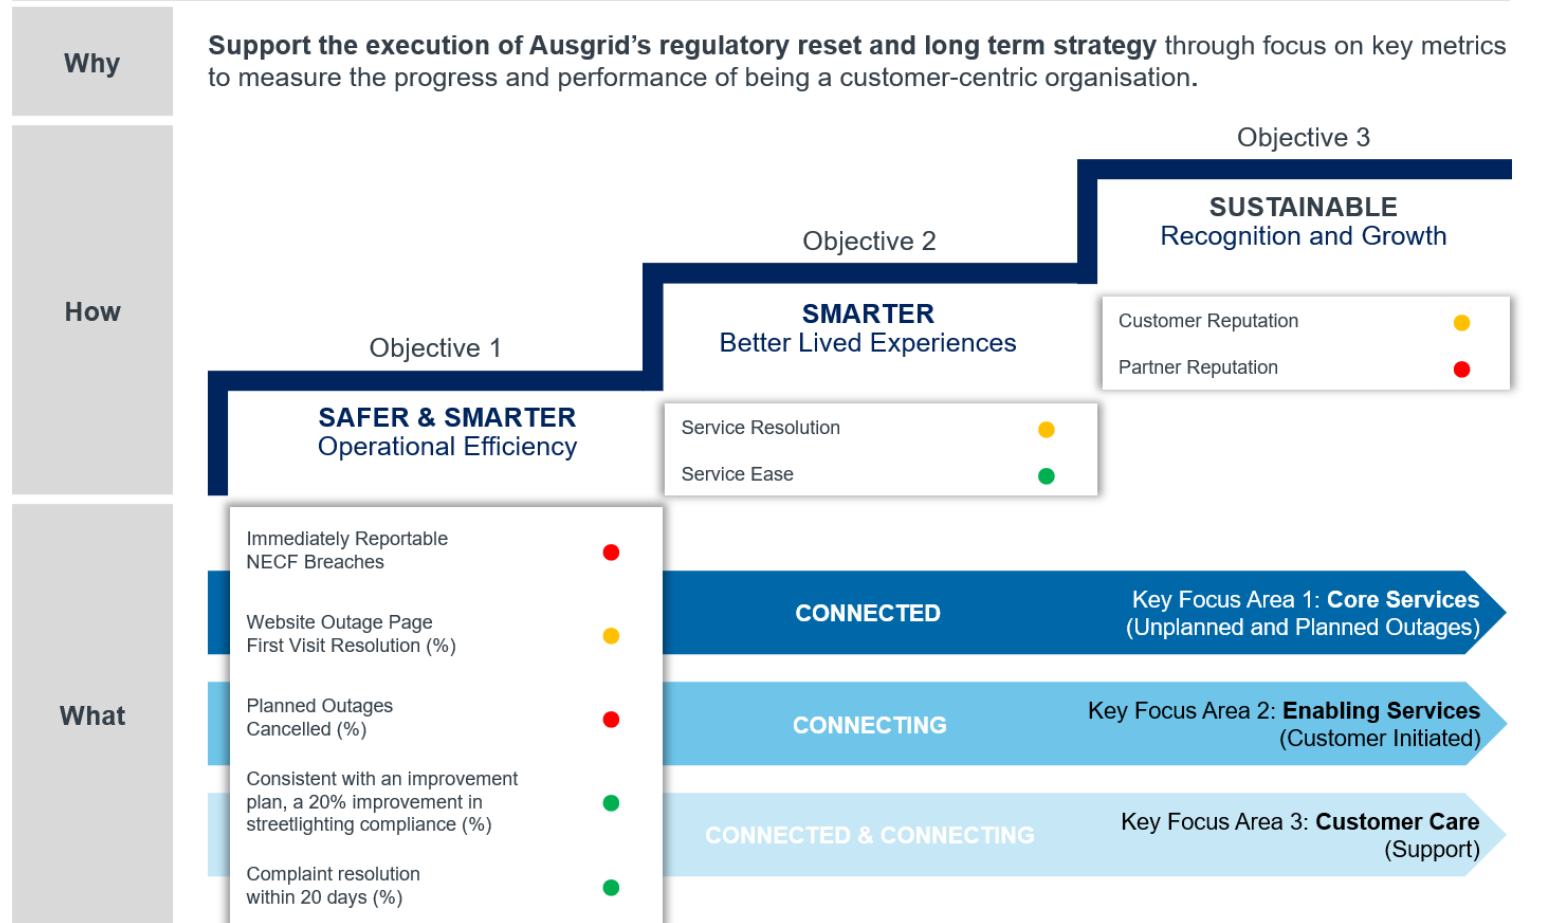 Why
Support the execution of Ausgrid’s regulatory reset and long term strategy through focus on key metrics
to measure the progress and performance of being a customer-centric organisation.
How
Objective 1
SAFER & SMARTER
Operational Efficiency
Objective 2
SMARTER
Better Lived Experiences
Service Resolution
Service Ease
Objective 3
SUSTAINABLE
Recognition and Growth
Customer Reputation
Partner Reputation
What
Immediately Reportable
NECF Breaches
Website Outage Page
First Visit Resolution (%)
Planned Outages
Cancelled (%)
Consistent with an improvement
plan, a 20% improvement in
streetlighting compliance (%)
Complaint resolution
within 20 days (%)
CONNECTED
Key Focus Area 1: Core Services
(Unplanned and Planned Outages)
CONNECTING
Key Focus Area 2: Enabling Services
(Customer Initiated)
CONNECTED & CONNECTING
Key Focus Area 3: Customer Care
(Support)